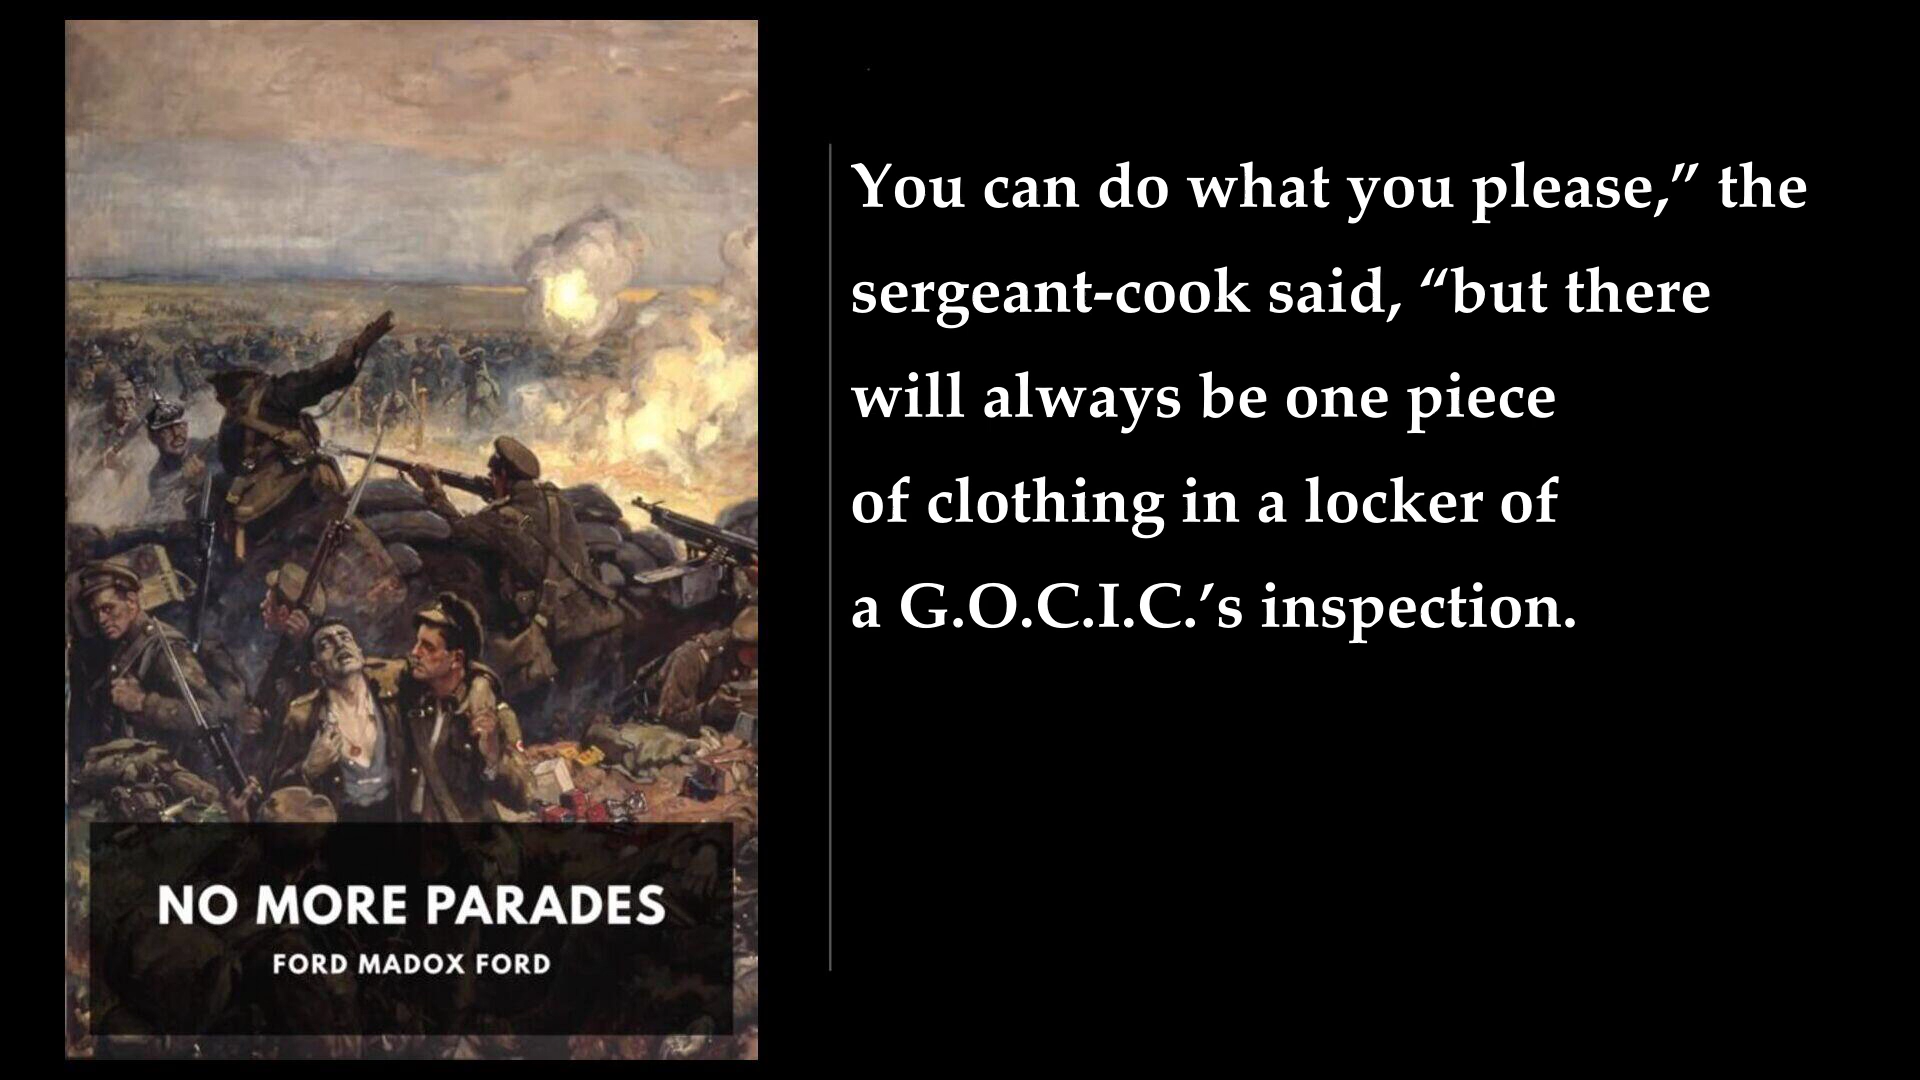 You can do what you please,” the
sergeant-cook said, “but there
will always be one piece
of clothing in a locker of
a G.O.C.I.C.’s inspection.
NO MORE PARADES
FORD MADOX FORD